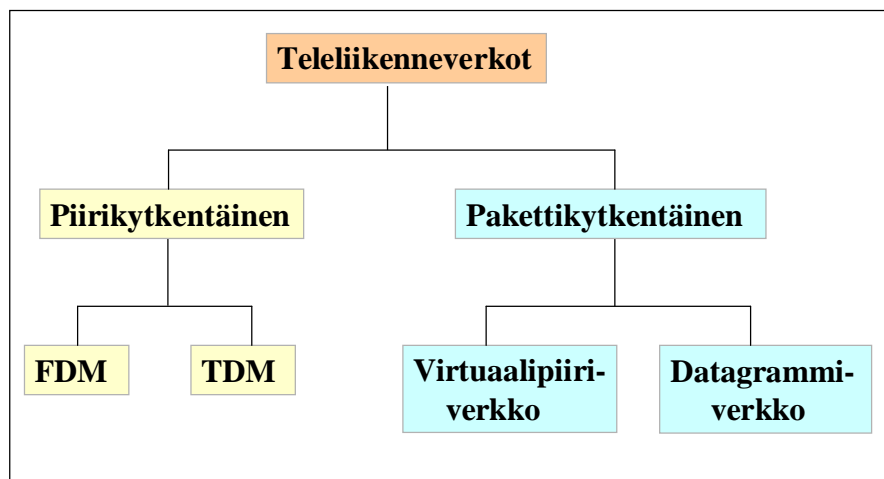 Teleliikenneverkot
Piirikytkentäinen
Pakettikytkentäinen
FDM
TDM
Virtuaalipiiri-
verkko
Datagrammi-
verkko